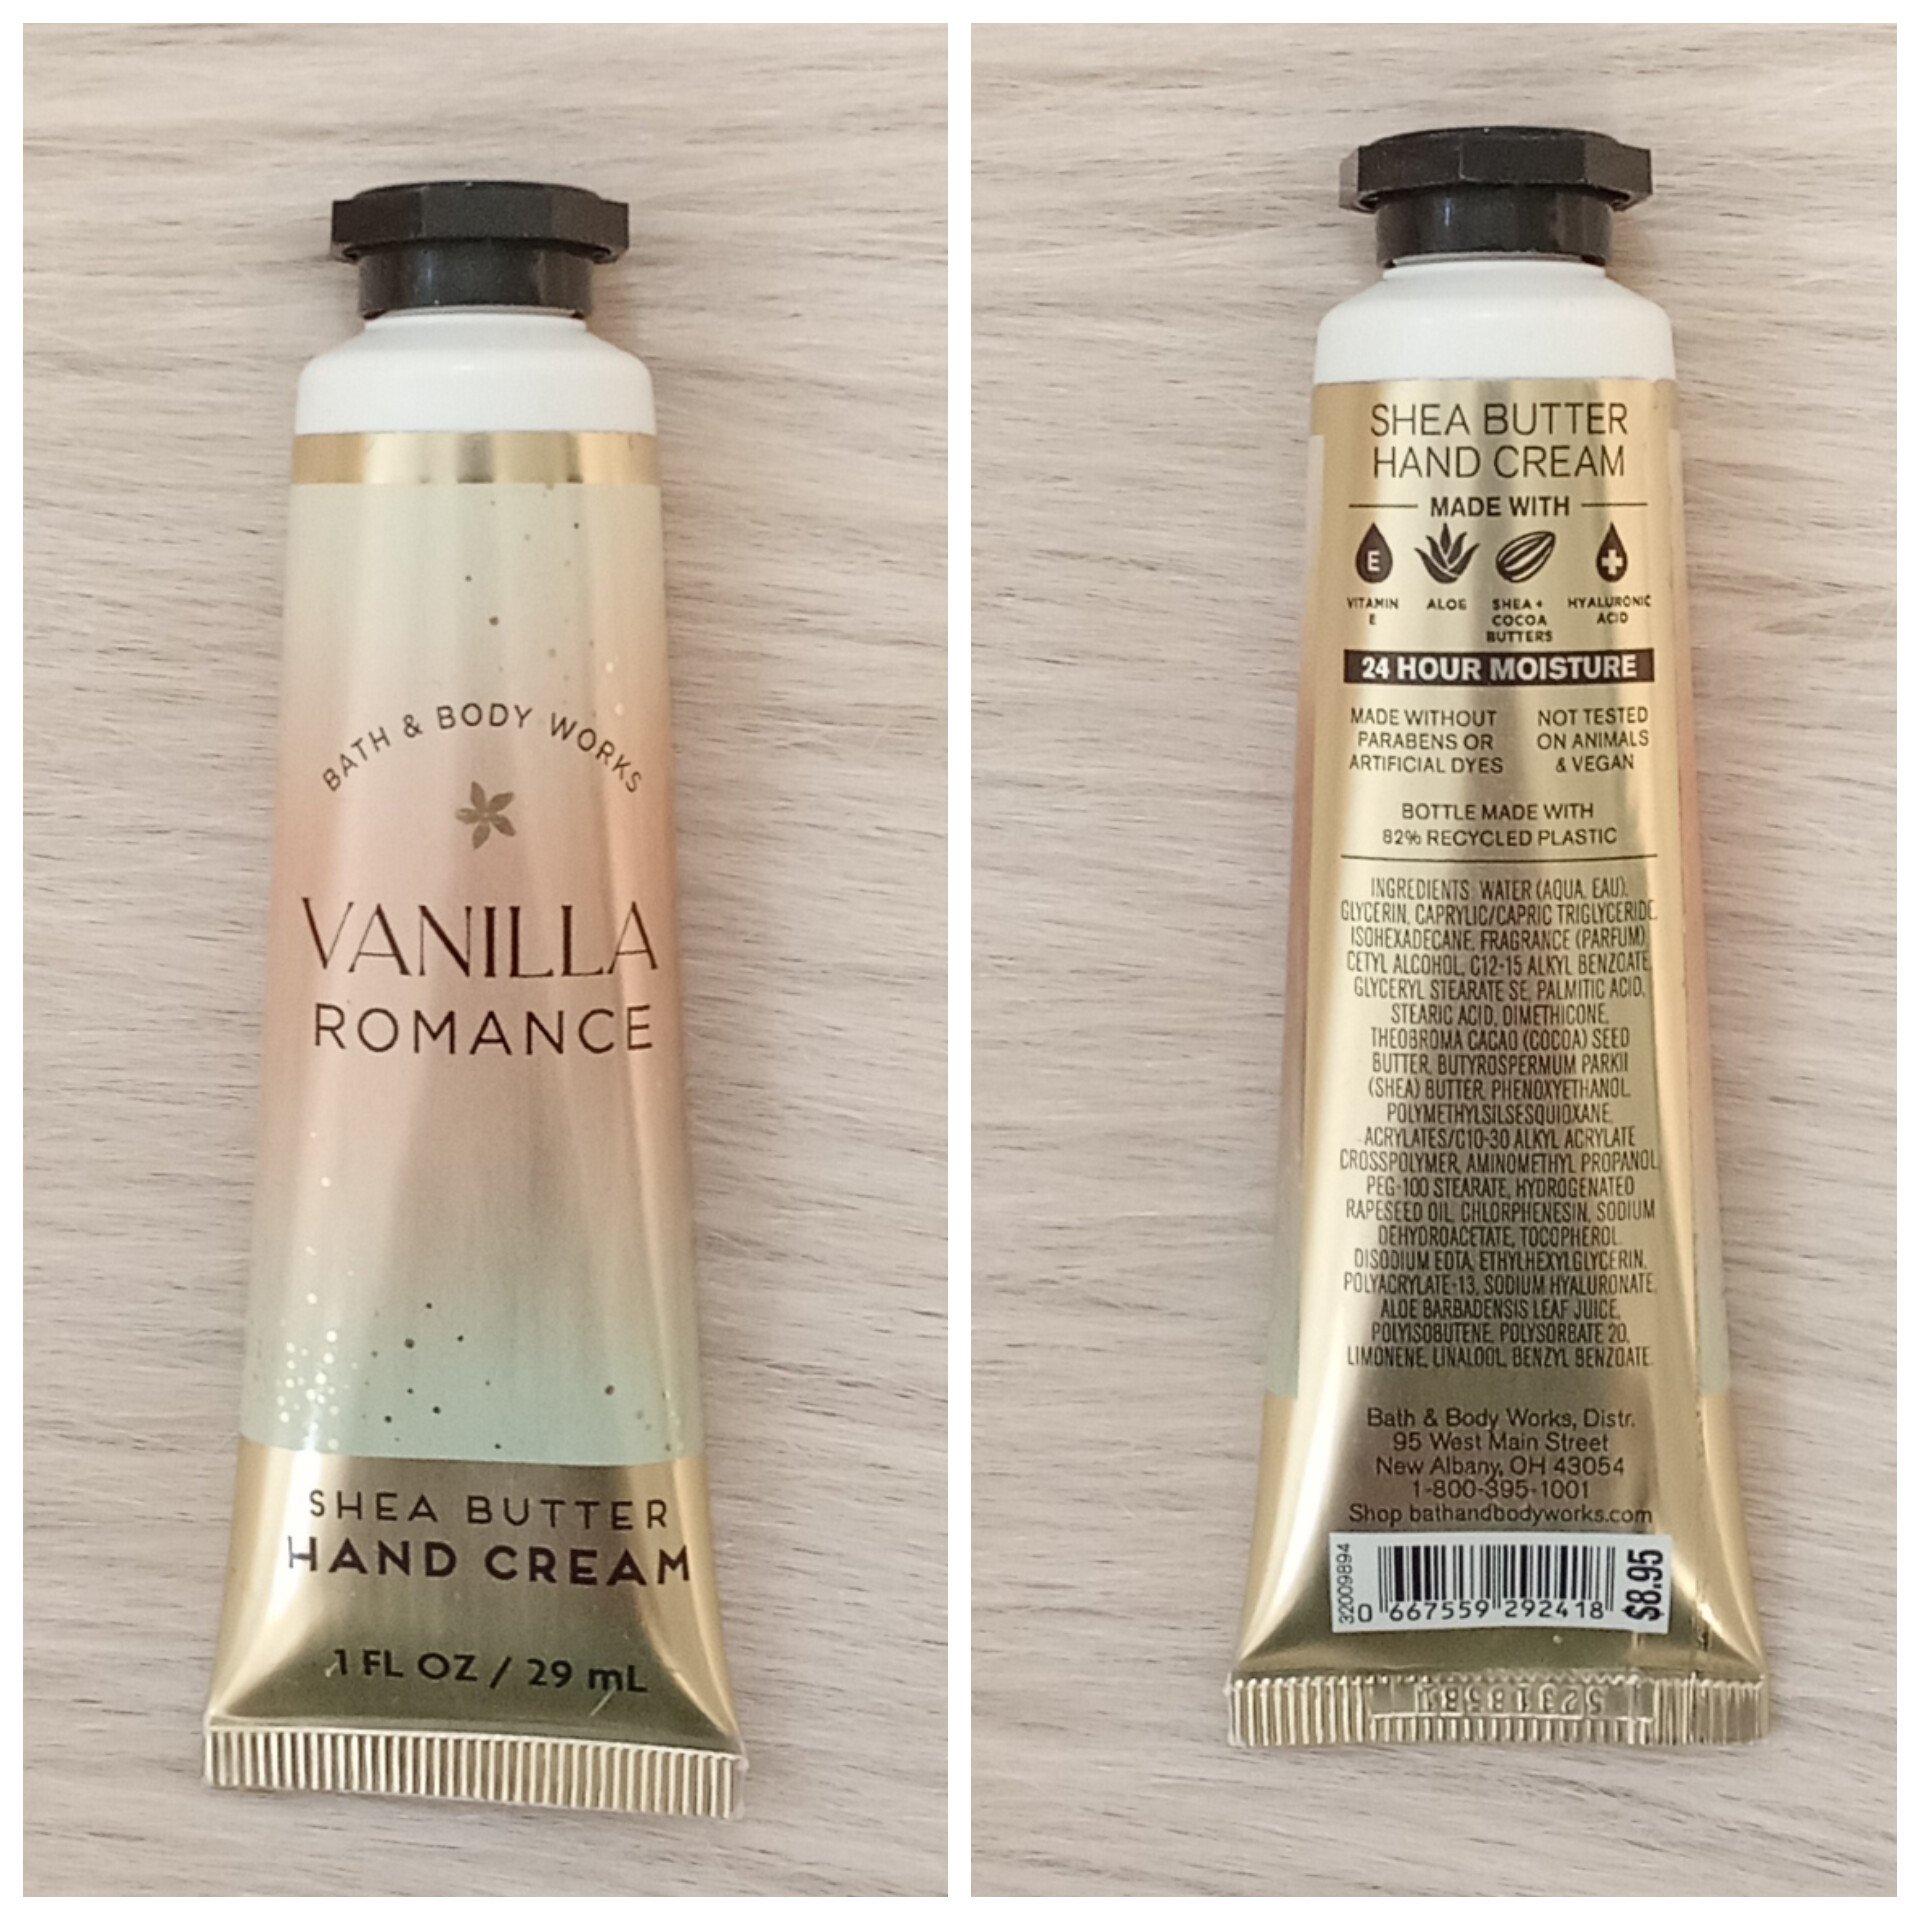 BATH & BODY WORKS
VANILLA
ROMANCE
SHEA BUTTER
HAND CREAM
1 FL OZ / 29 mL
SHEA BUTTER
HAND CREAM
MADE WITH
E
VITAMIN E
ALOE
SHEA + COCOA BUTTERS
HYALURONIC ACID
24 HOUR MOISTURE
MADE WITHOUT
PARABENS OR
ARTIFICIAL DYES
NOT TESTED
ON ANIMALS
& VEGAN
BOTTLE MADE WITH
82% RECYCLED PLASTIC
INGREDIENTS: WATER (AQUA, EAU),
GLYCERIN, CAPRYLIC/CAPRIC TRIGLYCERIDE,
ISOHEXADECANE, FRAGRANCE (PARFUM),
CETYL ALCOHOL, C12-15 ALKYL BENZOATE,
GLYCERYL STEARATE SE, PALMITIC ACID,
STEARIC ACID, DIMETHICONE,
THEOBROMA CACAO (COCOA) SEED
BUTTER, BUTYROSPERMUM PARKII
(SHEA) BUTTER, PHENOXYETHANOL,
POLYMETHYLSILSESQUIOXANE,
ACRYLATES/C10-30 ALKYL ACRYLATE
CROSSPOLYMER, AMINOMETHYL PROPANOL,
PEG-100 STEARATE, HYDROGENATED
RAPESEED OIL, CHLORPHENESIN, SODIUM
DEHYDROACETATE, TOCOPHEROL,
DISODIUM EDTA, ETHYLHEXYLGLYCERIN,
POLYACRYLATE-13, SODIUM HYALURONATE,
ALOE BARBADENSIS LEAF JUICE,
POLYISOBUTENE, POLYSORBATE 20,
LIMONENE, LINALOOL, BENZYL BENZOATE.
Bath & Body Works, Distr.
95 West Main Street
New Albany, OH 43054
1-800-395-1001
Shop bathandbodyworks.com
32009894
0 667559 292418
$8.95